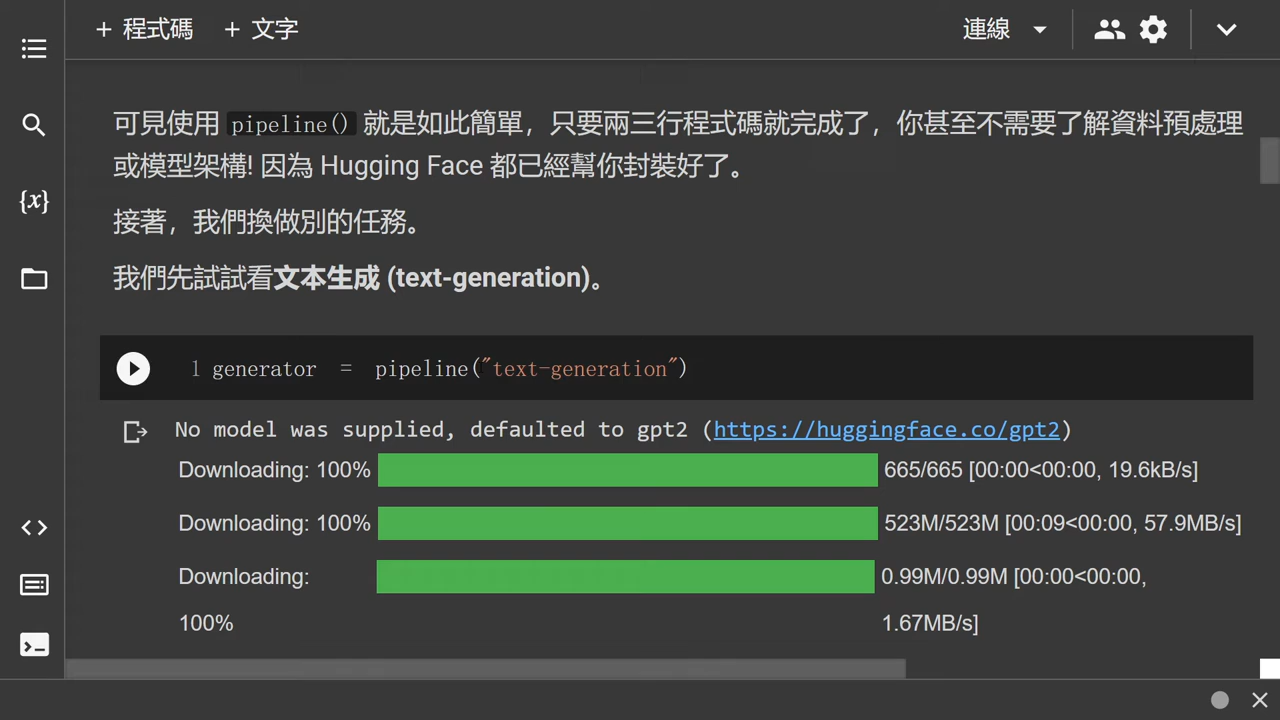 + 程式碼 + 文字 連線
可見使用 pipeline() 就是如此簡單，只要兩三行程式碼就完成了，你甚至不需要了解資料預處理
或模型架構! 因為 Hugging Face 都已經幫你封裝好了。
{x}
接著，我們換做別的任務。
我們先試試看文本生成 (text-generation)。
1 generator = pipeline("text-generation")
No model was supplied, defaulted to gpt2 (https://huggingface.co/gpt2)
Downloading: 100% 665/665 [00:00<00:00, 19.6kB/s]
Downloading: 100% 523M/523M [00:09<00:00, 57.9MB/s]
Downloading: 0.99M/0.99M [00:00<00:00,
100% 1.67MB/s]